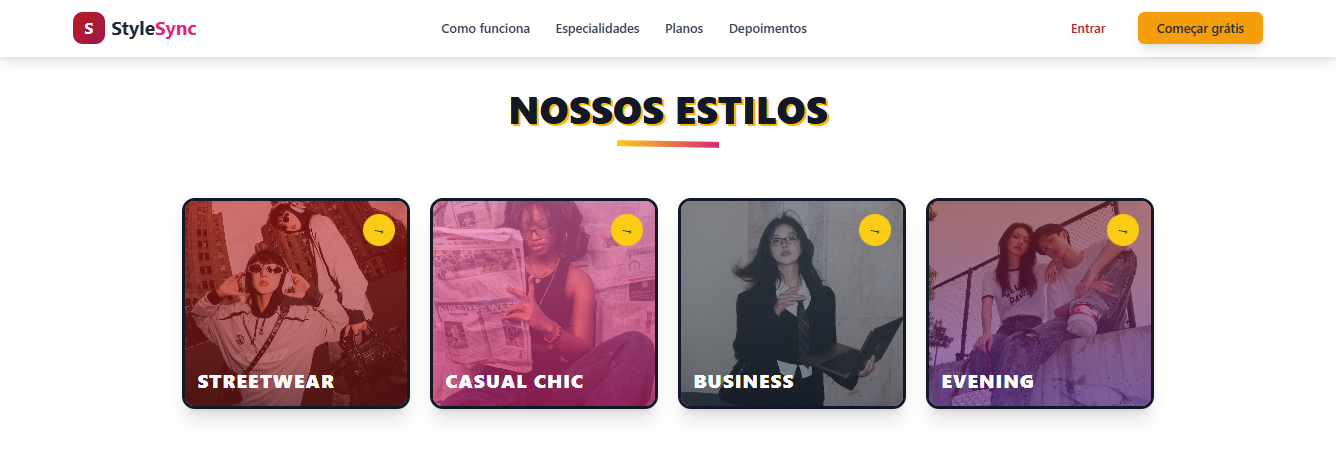 S StyleSync Como funciona Especialidades Planos Depoimentos Entrar Começar grátis
NOSSOS ESTILOS
→ → → →
STREETWEAR CASUAL CHIC BUSINESS EVENING